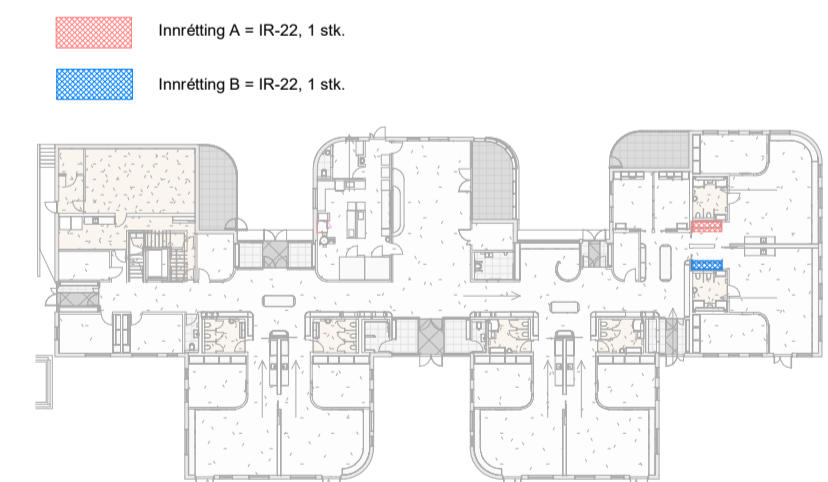 Innrétting A = IR-22, 1 stk.
Innrétting B = IR-22, 1 stk.